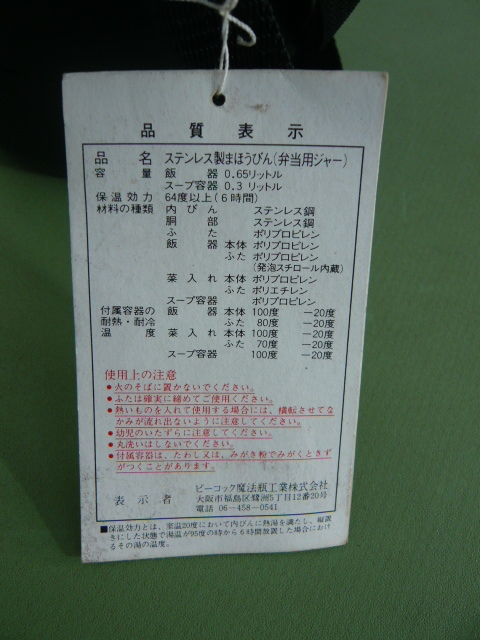 品質表示
品名 ステンレス製まほうびん(弁当用ジャー)
容量 飯器 0.65リットル
スープ容器 0.3リットル
保温効力 64度以上(6時間)
材料の種類 内びん ステンレス鋼
胴部 ステンレス鋼
ふた ポリプロピレン
飯器 本体 ポリプロピレン
ふた ポリプロピレン
(発泡スチロール内蔵)
菜入れ 本体 ポリプロピレン
ふた ポリエチレン
スープ容器 ポリプロピレン
付属容器の 飯器 本体 100度 −20度
耐熱・耐冷 ふた 80度 −20度
温度 菜入れ 本体 100度 −20度
ふた 70度 −20度
スープ容器 100度 −20度
使用上の注意
●火のそばに置かないでください。
●ふたは確実に締めてご使用ください。
●熱いものを入れて使用する場合には、横転させてな
かみが流れ出ないように注意してください。
●幼児のいたずらに注意してください。
●丸洗いはしないでください。
●付属容器は、たわし又は、みがき粉でみがくときず
がつくことがあります。
表示者 ピーコック魔法瓶工業株式会社
大阪市福島区鷺洲5丁目12番20号
電話 06-458-0541
■保温効力とは、室温20度において内びんに熱湯を満たし、縦置
きにした状態で湯温が95度の時から6時間放置した場合におけ
るその湯の温度。